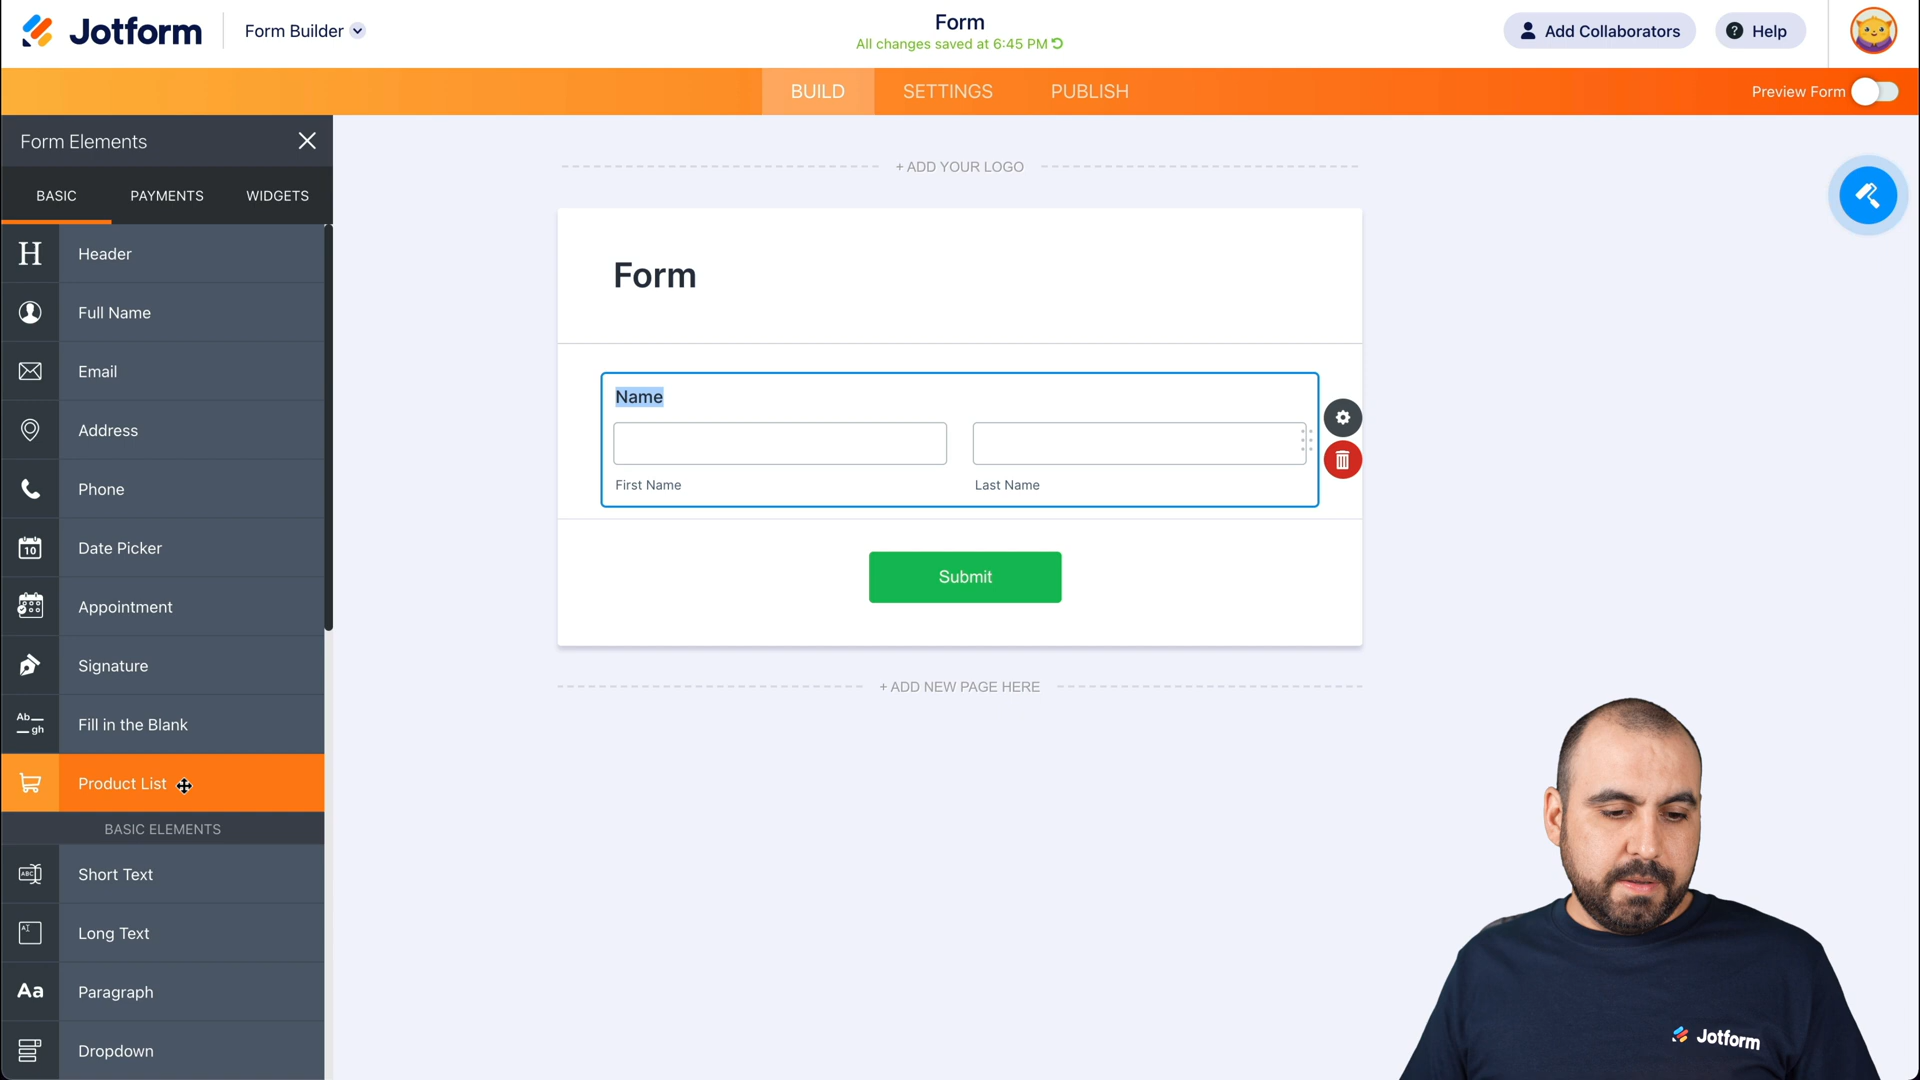 Jotform
Form Builder
Form
All changes saved at 6:45 PM
Add Collaborators
? Help
BUILD
SETTINGS
PUBLISH
Preview Form
Form Elements
BASIC
PAYMENTS
WIDGETS
H Header
Full Name
Email
Address
Phone
10 Date Picker
Appointment
Signature
Ab
gh
Fill in the Blank
Product List
BASIC ELEMENTS
ABC Short Text
AI Long Text
Aa Paragraph
Dropdown
+ ADD YOUR LOGO
Form
Name
First Name
Last Name
Submit
+ ADD NEW PAGE HERE
Jotform